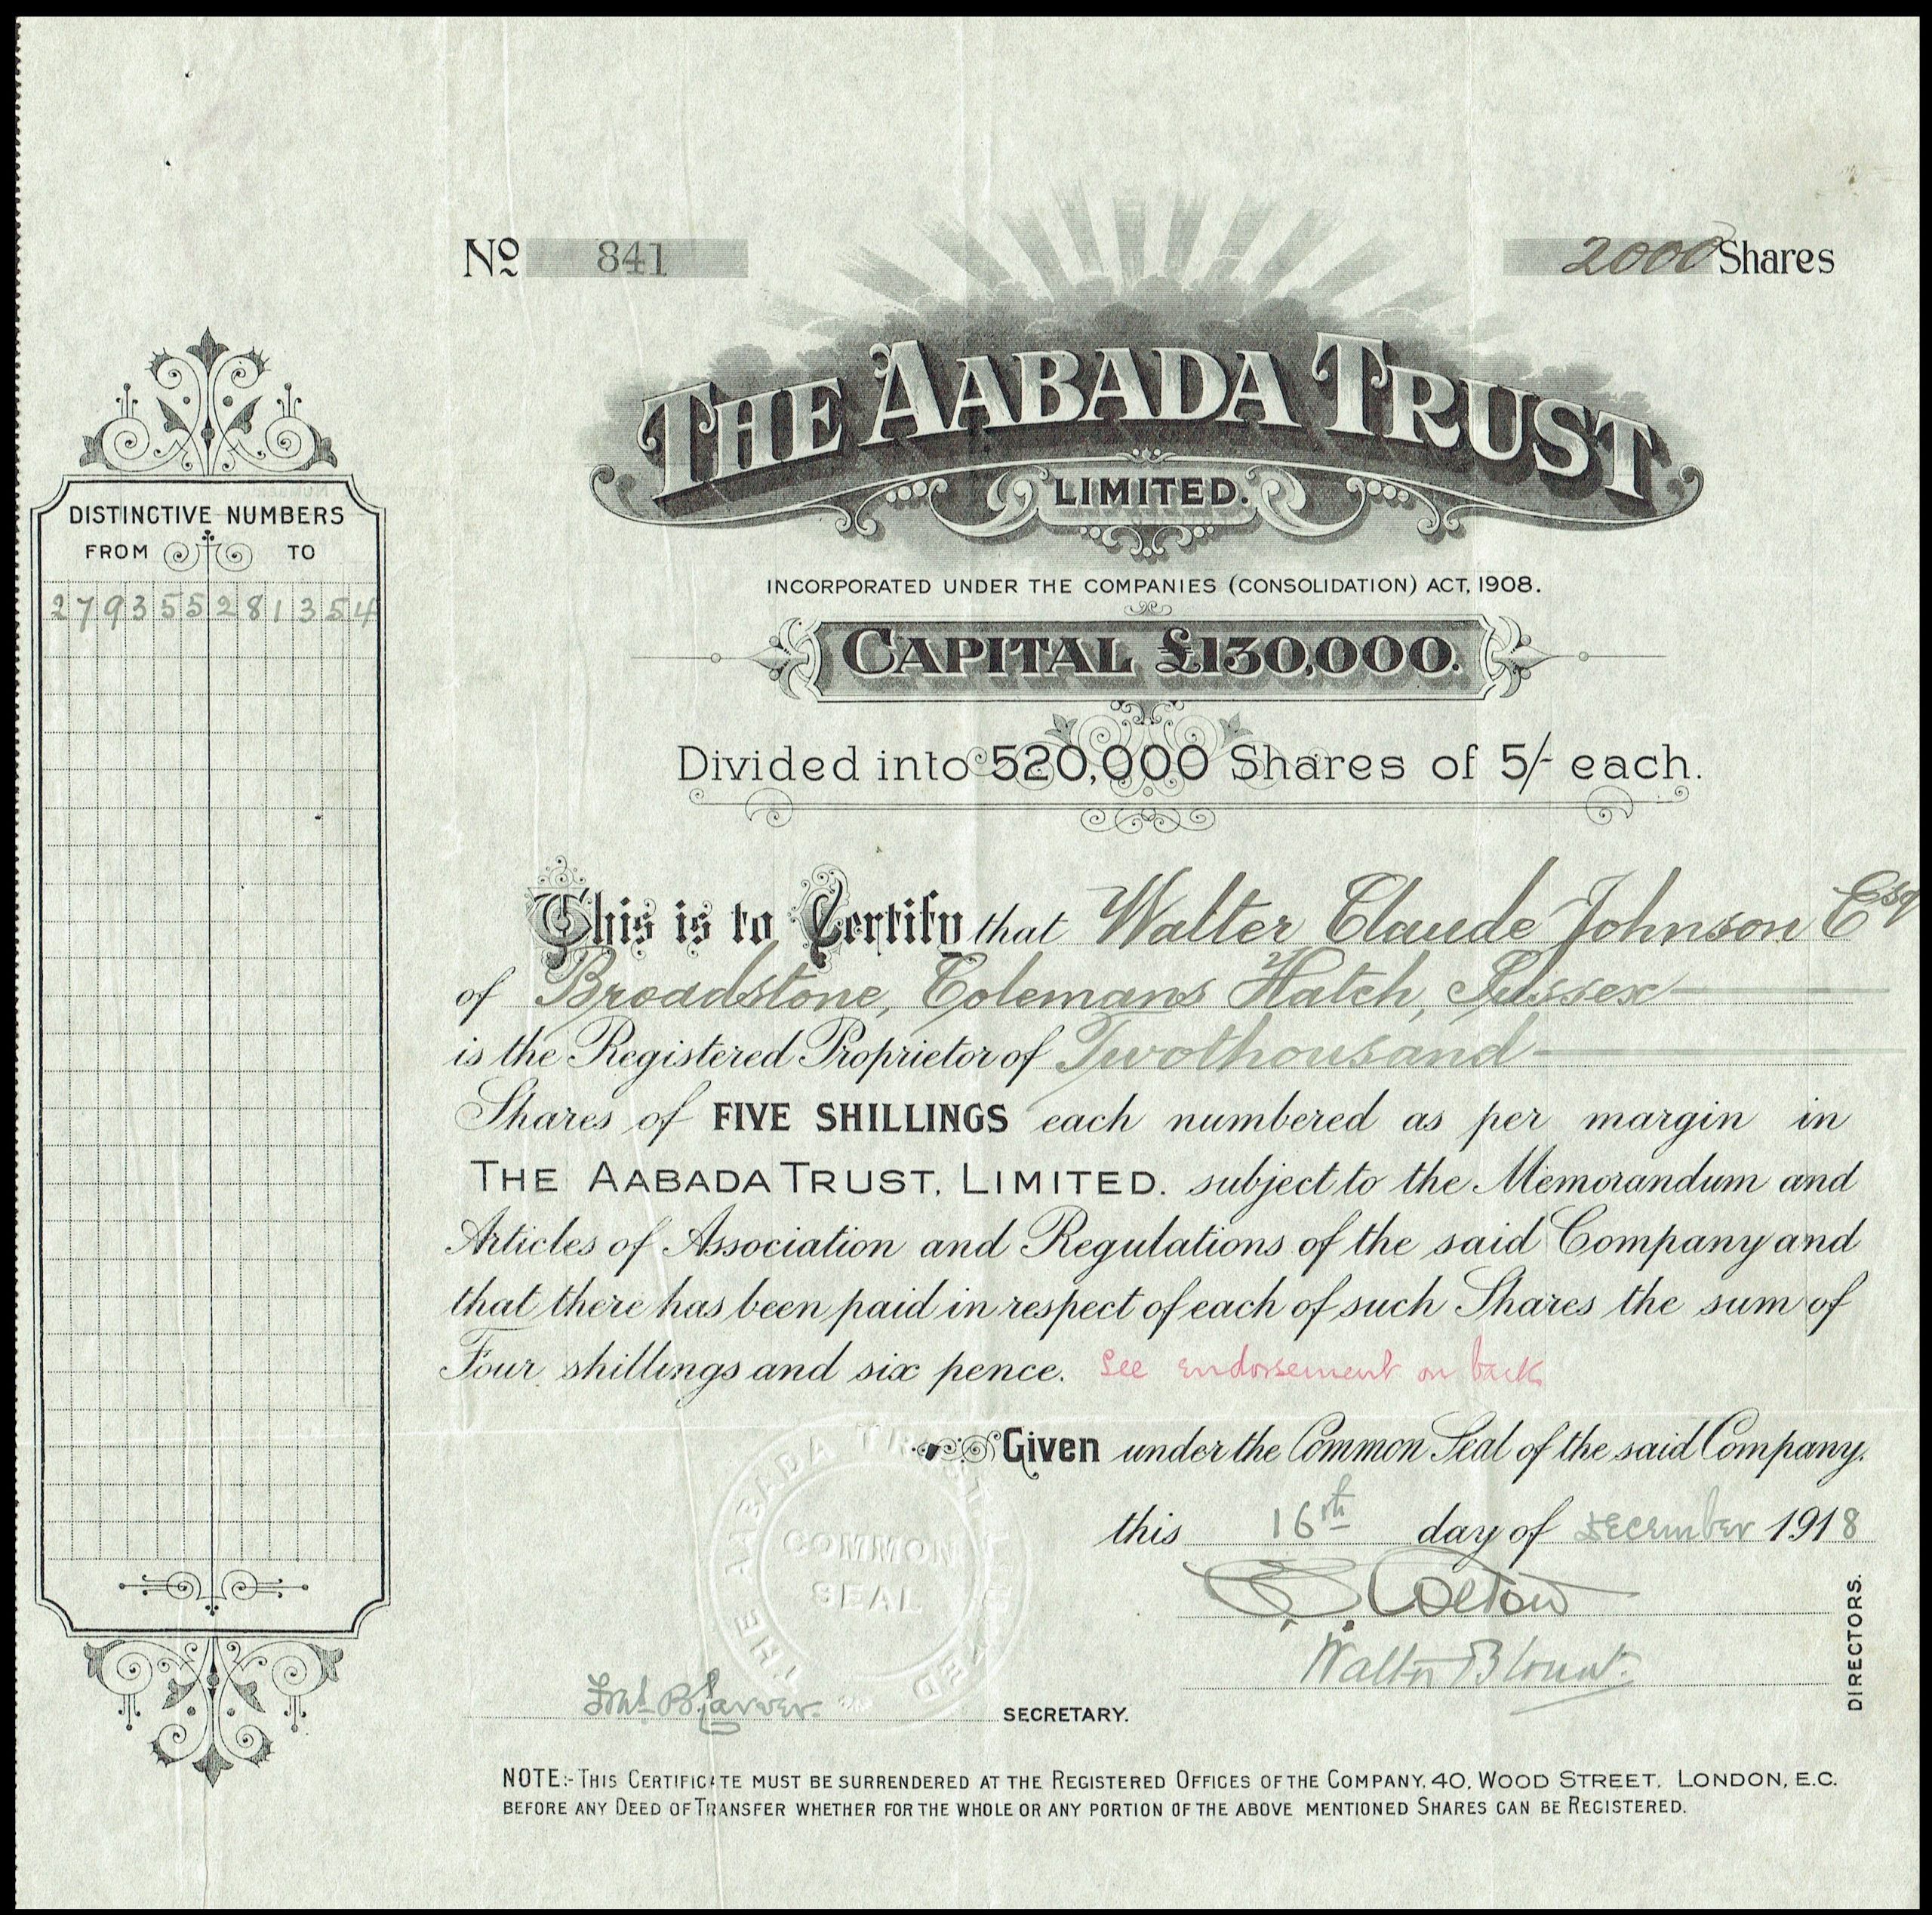 No 841
2000 Shares
THE AABADA TRUST
LIMITED.
INCORPORATED UNDER THE COMPANIES (CONSOLIDATION) ACT, 1908.
CAPITAL £130,000.
Divided into 520,000 Shares of 5/- each.
DISTINCTIVE NUMBERS
FROM TO
279355 281354
This is to Certify that Walter Claude Johnson Esq
of Broadstone, Colemans Hatch, Sussex
is the Registered Proprietor of Two thousand
Shares of FIVE SHILLINGS each numbered as per margin in
THE AABADA TRUST, LIMITED. subject to the Memorandum and
Articles of Association and Regulations of the said Company and
that there has been paid in respect of each of such Shares the sum of
Four shillings and six pence. See endorsement on back
Given under the Common Seal of the said Company.
this 16th day of December 1918
Colton
Walter Blount
DIRECTORS.
THE AABADA TRUST LIMITED
COMMON
SEAL
SECRETARY.
NOTE:- THIS CERTIFICATE MUST BE SURRENDERED AT THE REGISTERED OFFICES OF THE COMPANY, 40, WOOD STREET, LONDON, E.C.
BEFORE ANY DEED OF TRANSFER WHETHER FOR THE WHOLE OR ANY PORTION OF THE ABOVE MENTIONED SHARES CAN BE REGISTERED.